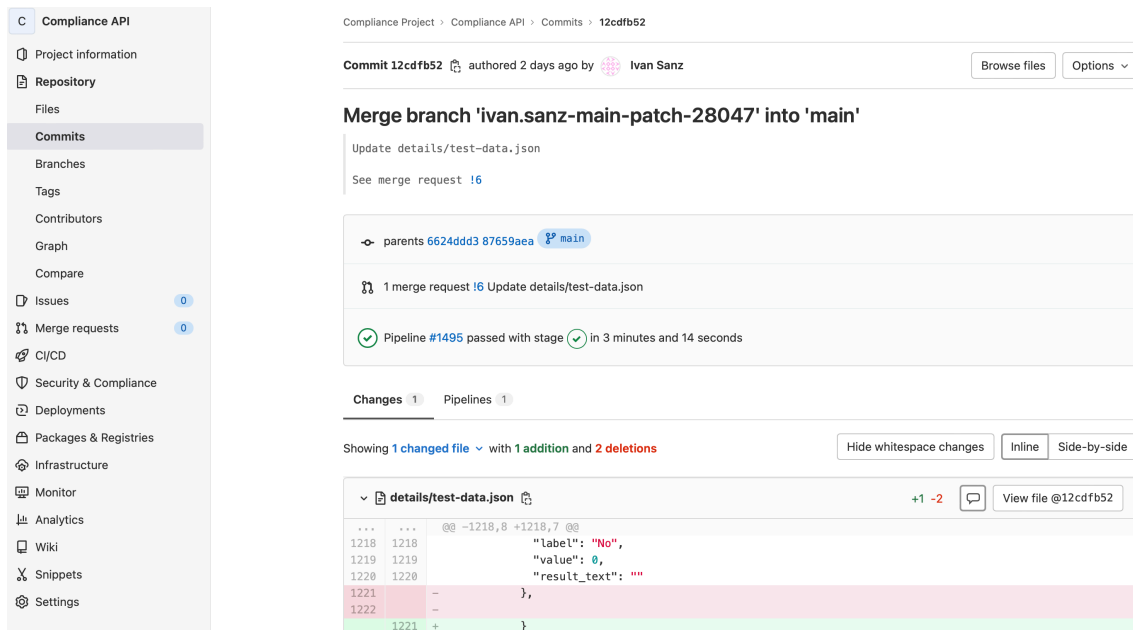 C Compliance API
Project information
Repository
Files
Commits
Branches
Tags
Contributors
Graph
Compare
Issues 0
Merge requests 0
CI/CD
Security & Compliance
Deployments
Packages & Registries
Infrastructure
Monitor
Analytics
Wiki
Snippets
Settings
Compliance Project > Compliance API > Commits > 12cdfb52
Commit 12cdfb52 authored 2 days ago by Ivan Sanz
Browse files
Options
Merge branch 'ivan.sanz-main-patch-28047' into 'main'
Update details/test-data.json
See merge request !6
parents 6624ddd3 87659aea main
1 merge request !6 Update details/test-data.json
Pipeline #1495 passed with stage in 3 minutes and 14 seconds
Changes 1 Pipelines 1
Showing 1 changed file with 1 addition and 2 deletions
Hide whitespace changes Inline Side-by-side
details/test-data.json +1 -2 View file @12cdfb52
... ... @@ -1218,8 +1218,7 @@
1218 1218 "label": "No",
1219 1219 "value": 0,
1220 1220 "result_text": ""
1221 - },
1222 -
1221 + }